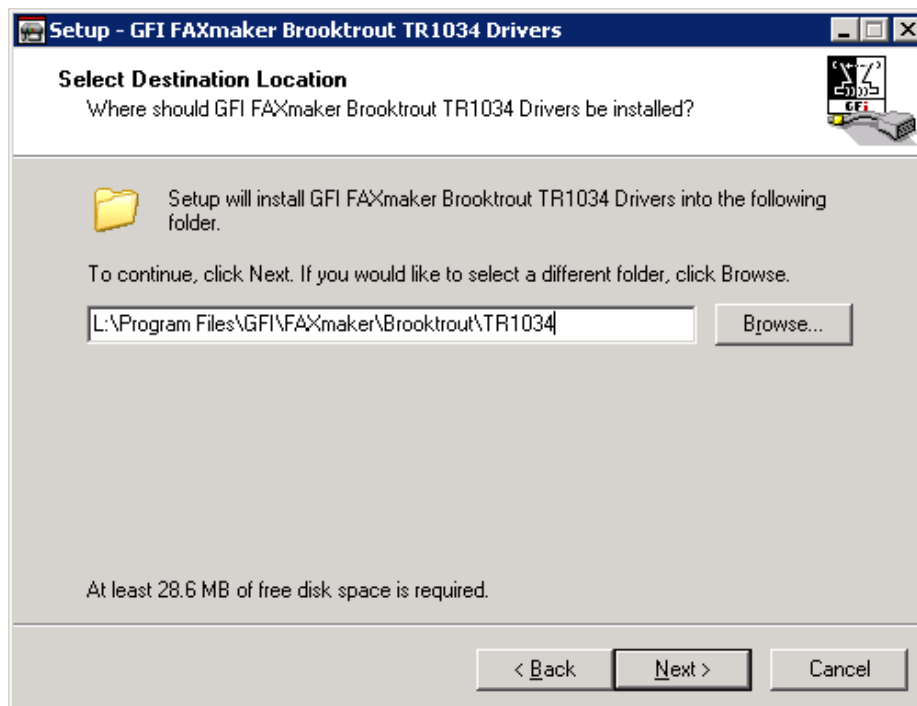 Setup - GFI FAXmaker Brooktrout TR1034 Drivers
Select Destination Location
Where should GFI FAXmaker Brooktrout TR1034 Drivers be installed?
GFi
Setup will install GFI FAXmaker Brooktrout TR1034 Drivers into the following
folder.
To continue, click Next. If you would like to select a different folder, click Browse.
L:\Program Files\GFI\FAXmaker\Brooktrout\TR1034
Browse...
At least 28.6 MB of free disk space is required.
< Back
Next >
Cancel